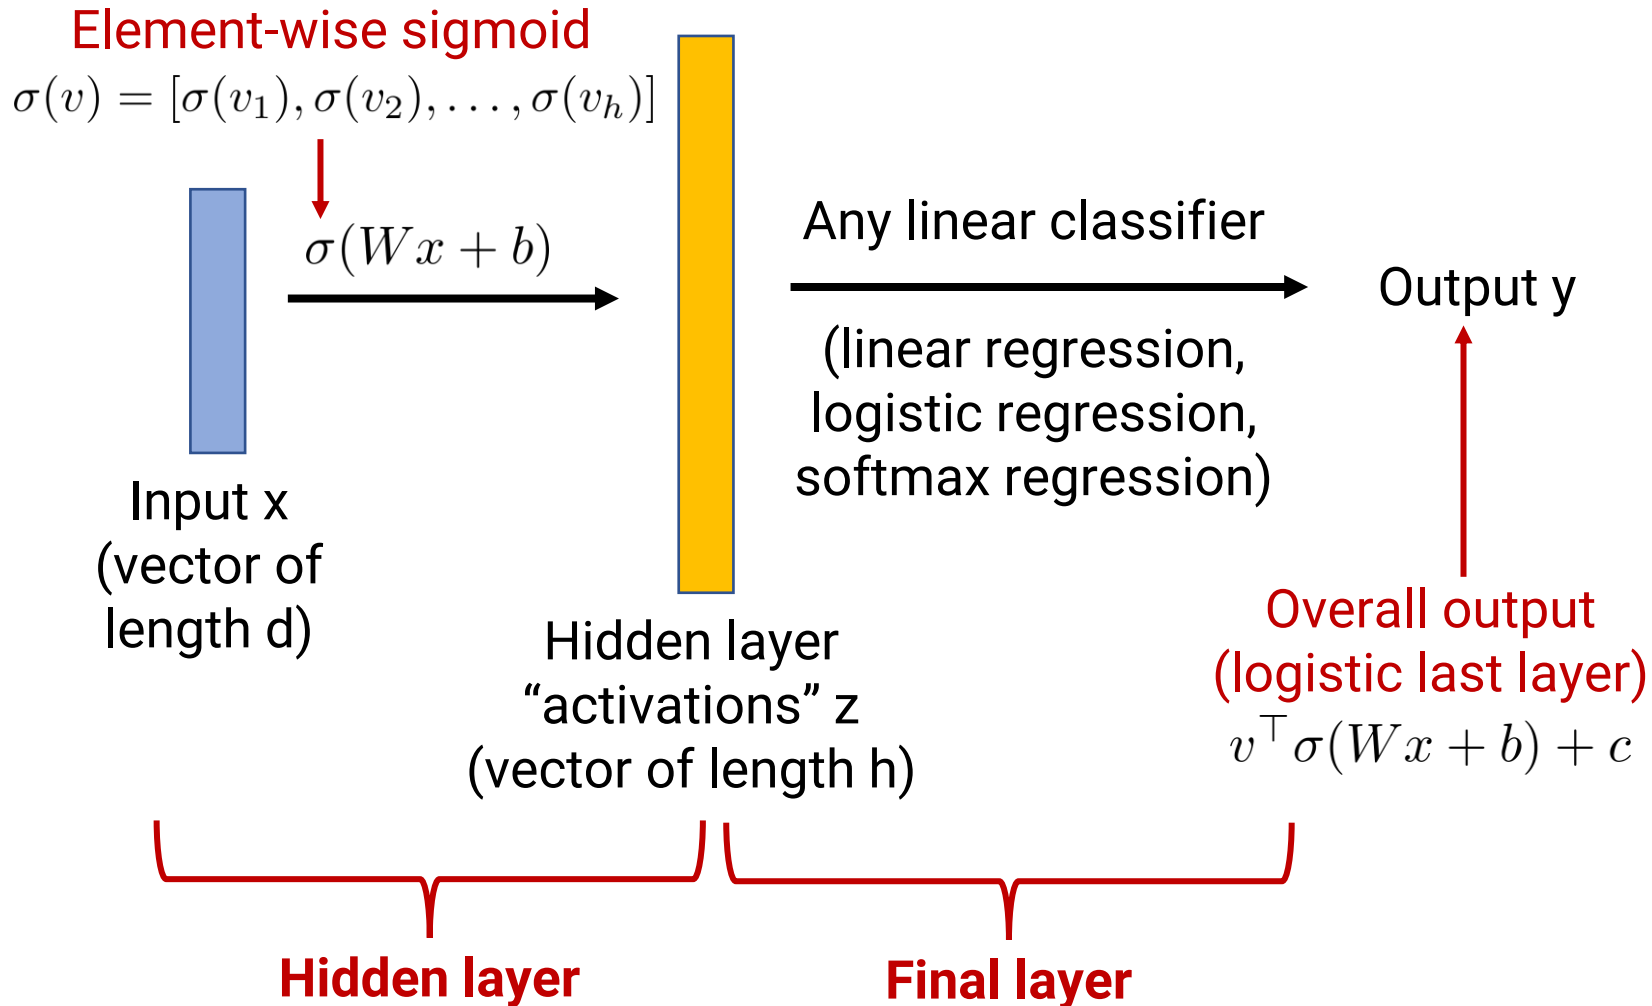 Element-wise sigmoid
σ(v) = [σ(v₁), σ(v₂), . . . , σ(vₕ)]
σ(Wx + b)
Input x
(vector of
length d)
Hidden layer
“activations” z
(vector of length h)
Any linear classifier
(linear regression,
logistic regression,
softmax regression)
Output y
Overall output
(logistic last layer)
v⊤σ(Wx + b) + c
Hidden layer
Final layer